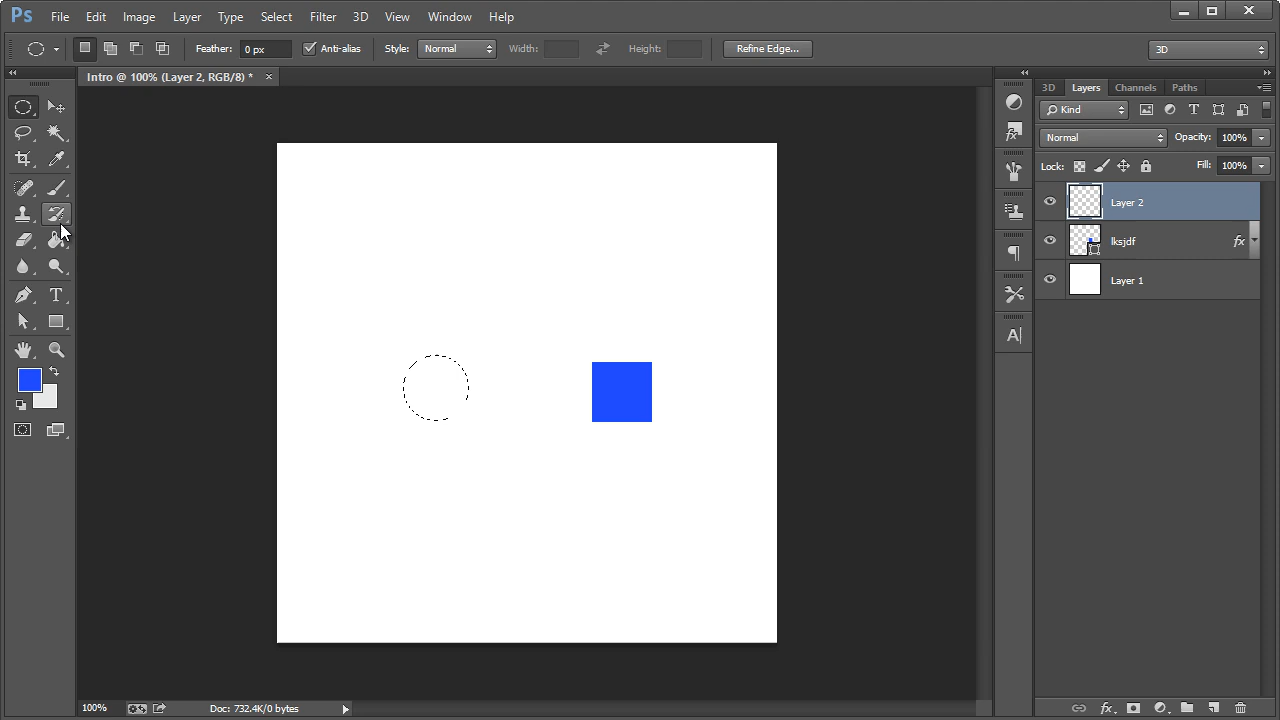 Ps File Edit Image Layer Type Select Filter 3D View Window Help
Feather: 0 px Anti-alias Style: Normal Width: Height: Refine Edge... 3D
Intro @ 100% (Layer 2, RGB/8) * ×
3D Layers Channels Paths
Kind T
Normal Opacity: 100%
Lock: Fill: 100%
Layer 2
lksjdf fx
Layer 1
T
A
100% Doc: 732.4K/0 bytes
fx